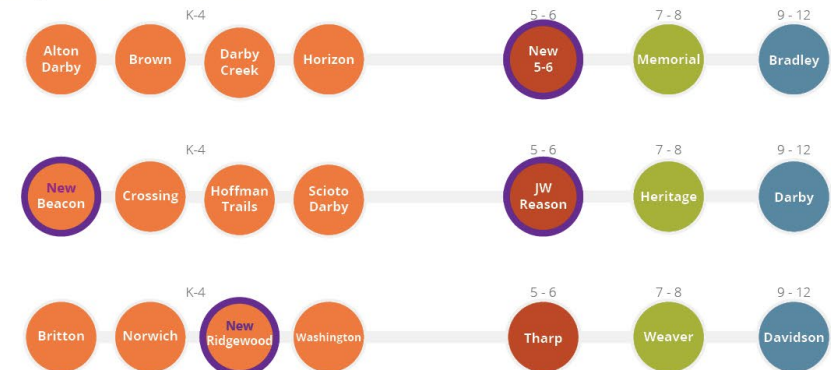 K-4
5 - 6
7 - 8
9 - 12
Alton
Darby
Brown
Darby
Creek
Horizon
New
5-6
Memorial
Bradley
K-4
5 - 6
7 - 8
9 - 12
New
Beacon
Crossing
Hoffman
Trails
Scioto
Darby
JW
Reason
Heritage
Darby
K-4
5 - 6
7 - 8
9 - 12
Britton
Norwich
New
Ridgewood
Washington
Tharp
Weaver
Davidson